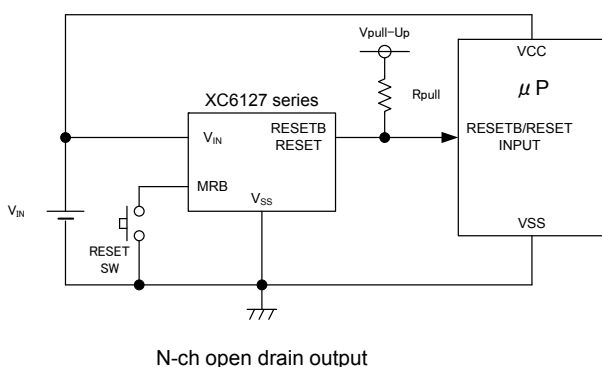 Vpull-Up
VCC
μP
Rpull
XC6127 series
RESETB
RESET
VIN
RESETB/RESET
INPUT
MRB
VSS
VIN
RESET
SW
VSS
N-ch open drain output